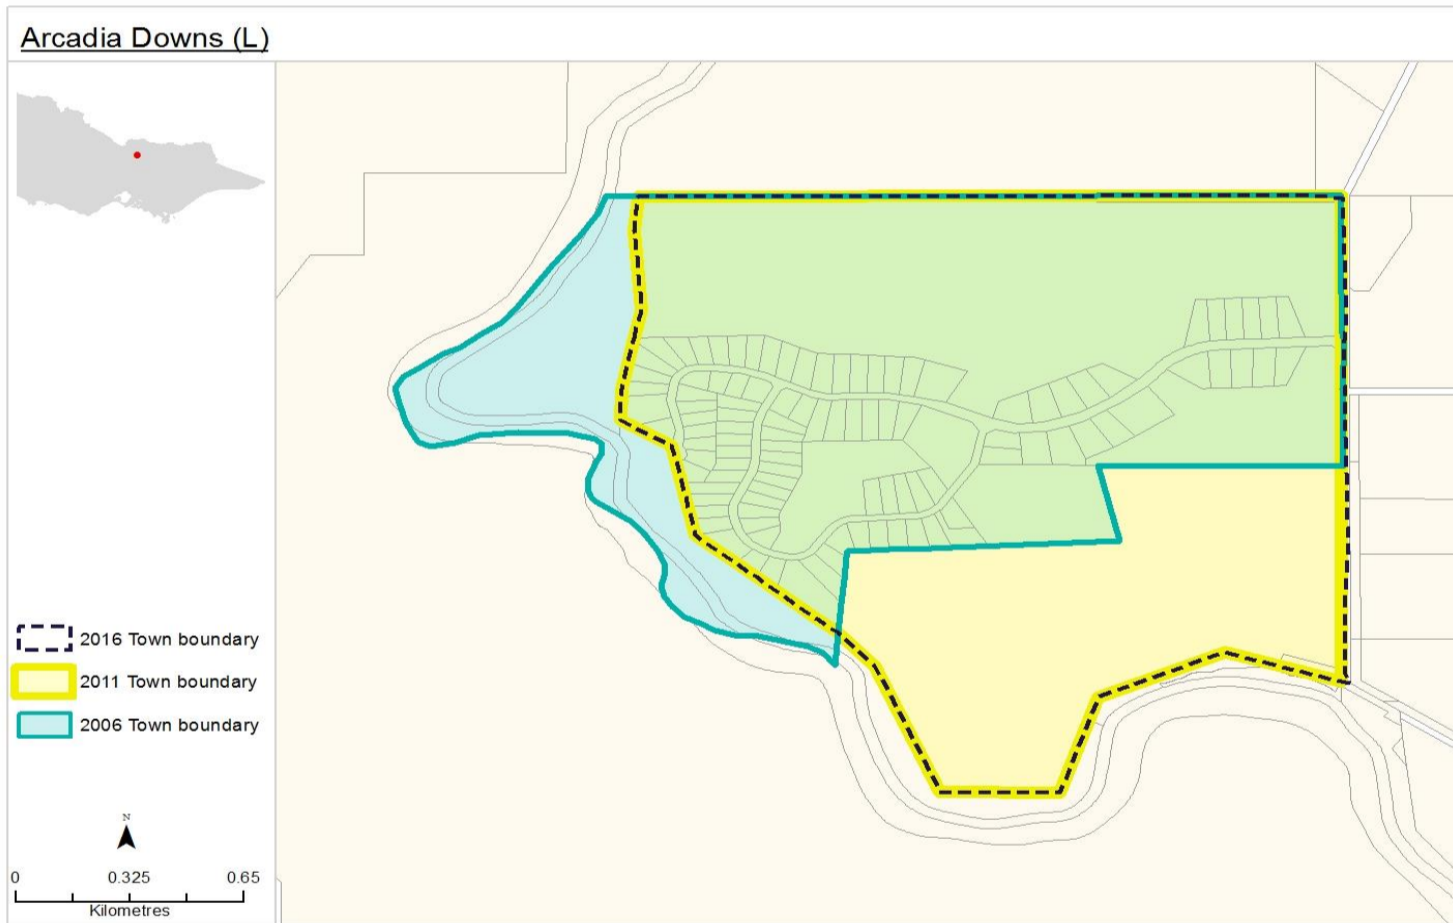 Arcadia Downs (L)
2016 Town boundary
2011 Town boundary
2006 Town boundary
N
0 0.325 0.65
Kilometres